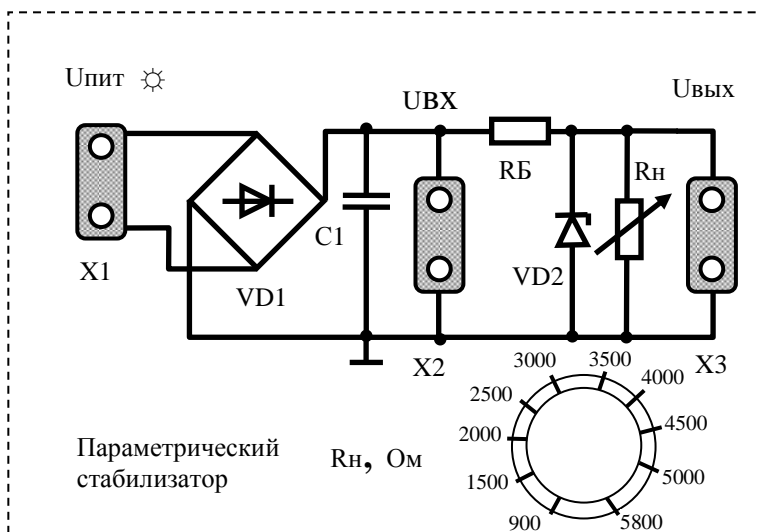 Uпит
UВХ
Uвых
RБ
Rн
C1
X1
VD1
VD2
X2
X3
3000
3500
2500
4000
2000
4500
1500
5000
900
5800
Параметрический
стабилизатор
Rн, Ом